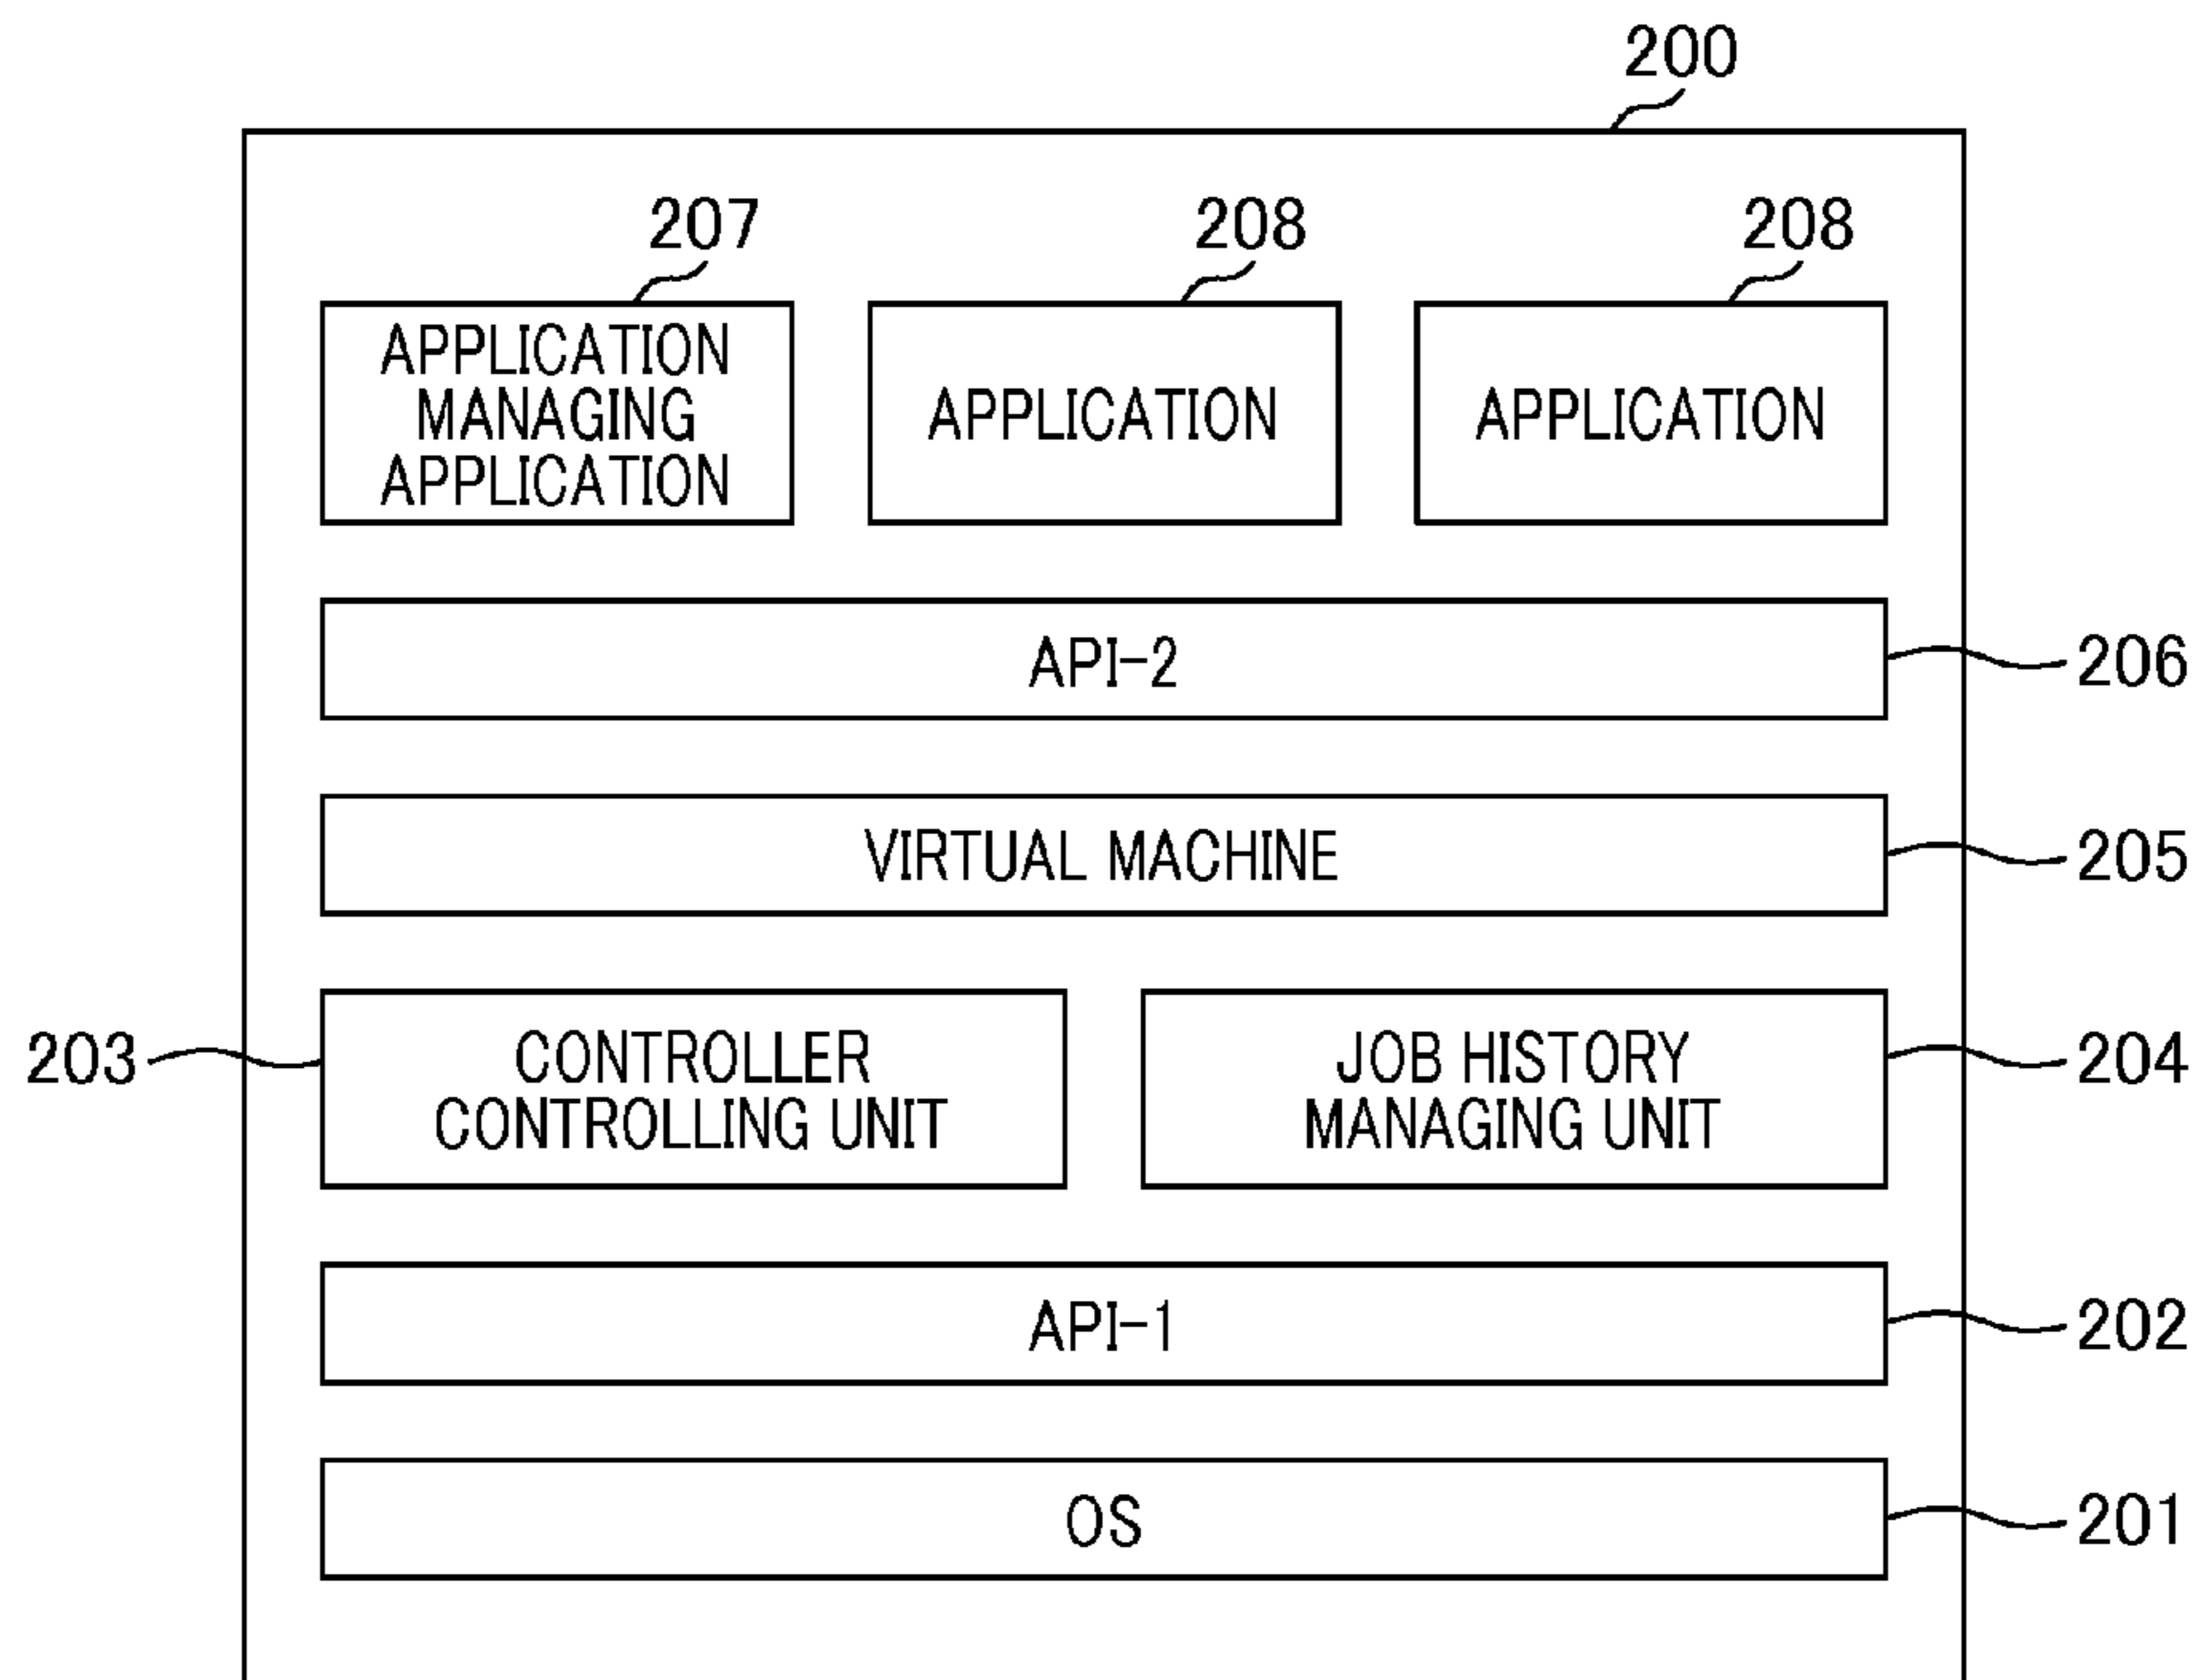 200
207
208
208
APPLICATION
MANAGING
APPLICATION
APPLICATION
APPLICATION
API-2
206
VIRTUAL MACHINE
205
203
CONTROLLER
CONTROLLING UNIT
JOB HISTORY
MANAGING UNIT
204
API-1
202
OS
201